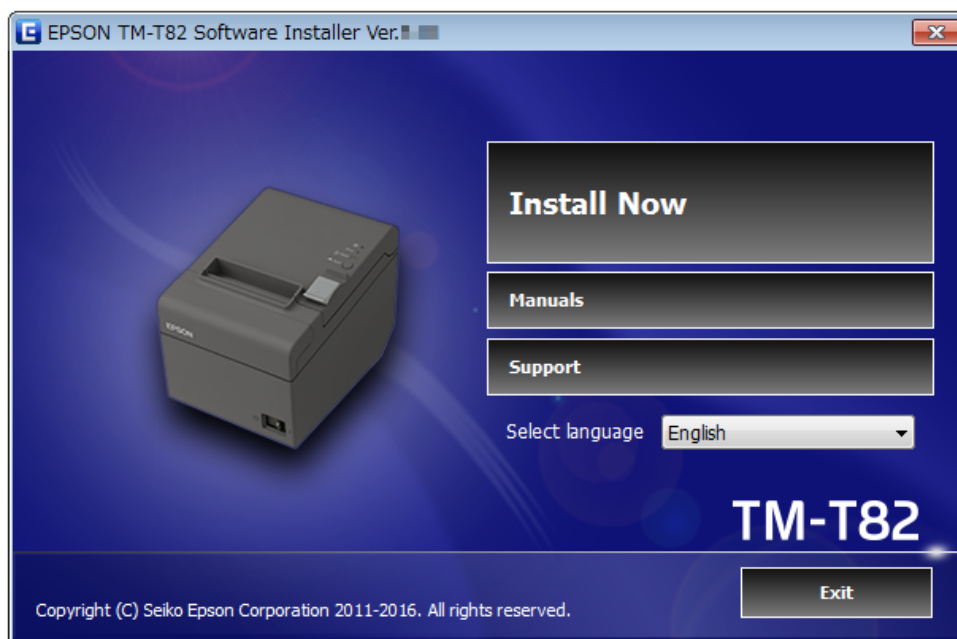 EPSON TM-T82 Software Installer Ver.
Install Now
Manuals
Support
Select language English
EPSON
TM-T82
Exit
Copyright (C) Seiko Epson Corporation 2011-2016. All rights reserved.